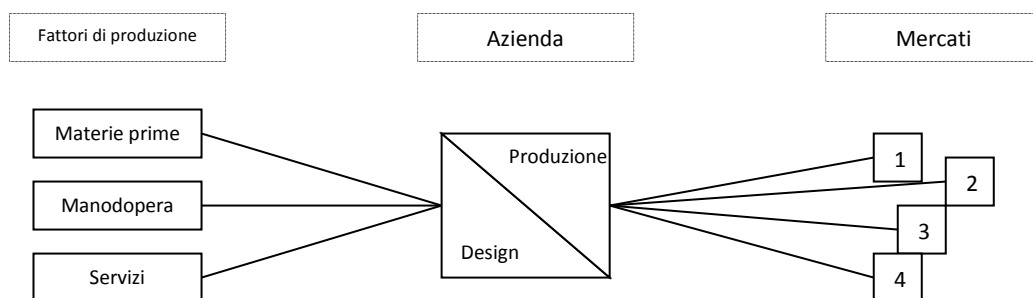 Fattori di produzione
Azienda
Mercati
Materie prime
Manodopera
Servizi
Produzione
Design
1
2
3
4